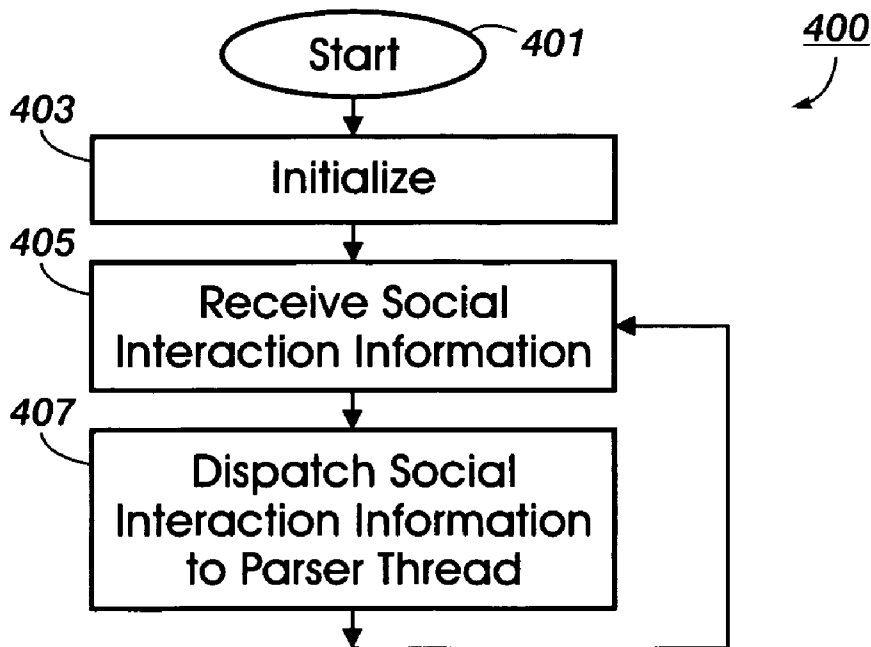 400
Start
401
403
Initialize
405
Receive Social
Interaction Information
407
Dispatch Social
Interaction Information
to Parser Thread